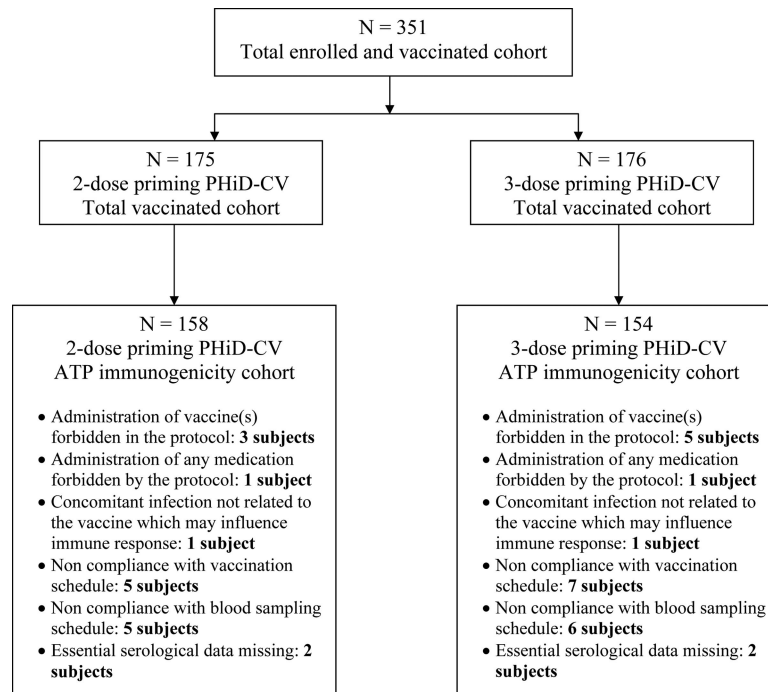 N = 351
Total enrolled and vaccinated cohort
N = 175
2-dose priming PHiD-CV
Total vaccinated cohort
N = 176
3-dose priming PHiD-CV
Total vaccinated cohort
N = 158
2-dose priming PHiD-CV
ATP immunogenicity cohort
• Administration of vaccine(s)
forbidden in the protocol: 3 subjects
• Administration of any medication
forbidden by the protocol: 1 subject
• Concomitant infection not related to
the vaccine which may influence
immune response: 1 subject
• Non compliance with vaccination
schedule: 5 subjects
• Non compliance with blood sampling
schedule: 5 subjects
• Essential serological data missing: 2
subjects
N = 154
3-dose priming PHiD-CV
ATP immunogenicity cohort
• Administration of vaccine(s)
forbidden in the protocol: 5 subjects
• Administration of any medication
forbidden by the protocol: 1 subject
• Concomitant infection not related to
the vaccine which may influence
immune response: 1 subject
• Non compliance with vaccination
schedule: 7 subjects
• Non compliance with blood sampling
schedule: 6 subjects
• Essential serological data missing: 2
subjects